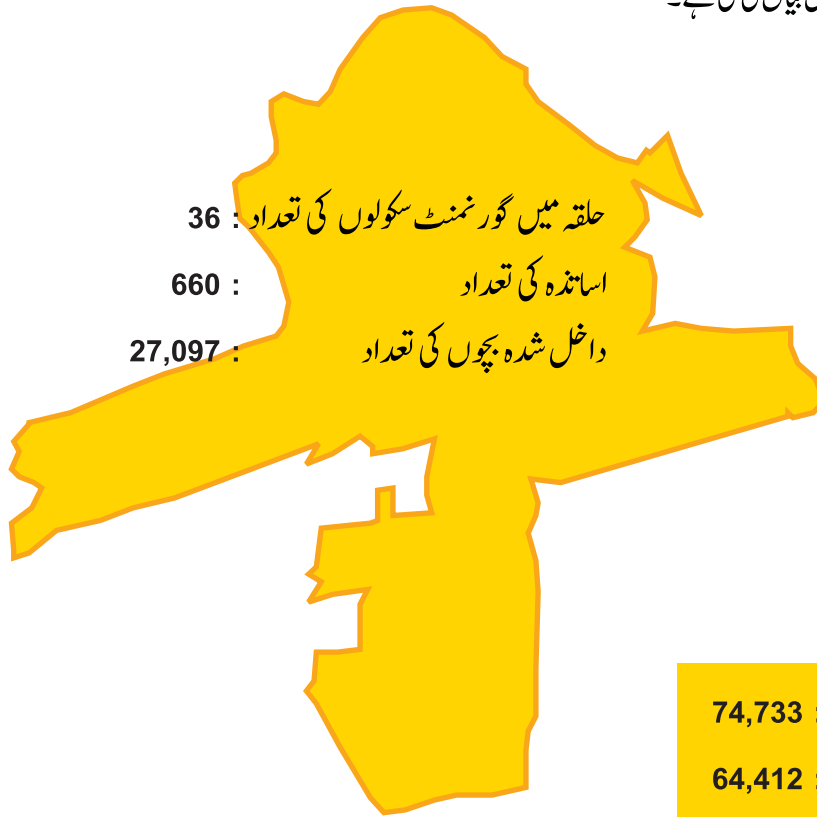 ہے۔
حلقہ میں گورنمنٹ سکولوں کی تعداد : 36
اساتذہ کی تعداد : 660
داخل شدہ بچوں کی تعداد : 27,097
: 74,733
: 64,412